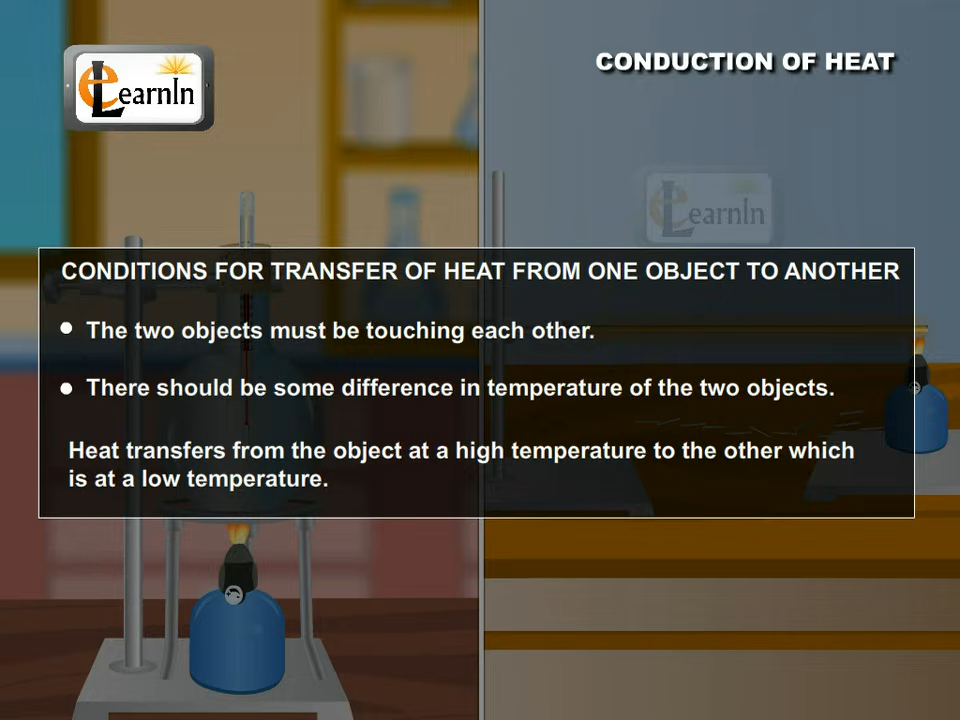 eLearnIn
CONDUCTION OF HEAT
eLearnIn
CONDITIONS FOR TRANSFER OF HEAT FROM ONE OBJECT TO ANOTHER
• The two objects must be touching each other.
• There should be some difference in temperature of the two objects.
Heat transfers from the object at a high temperature to the other which
is at a low temperature.